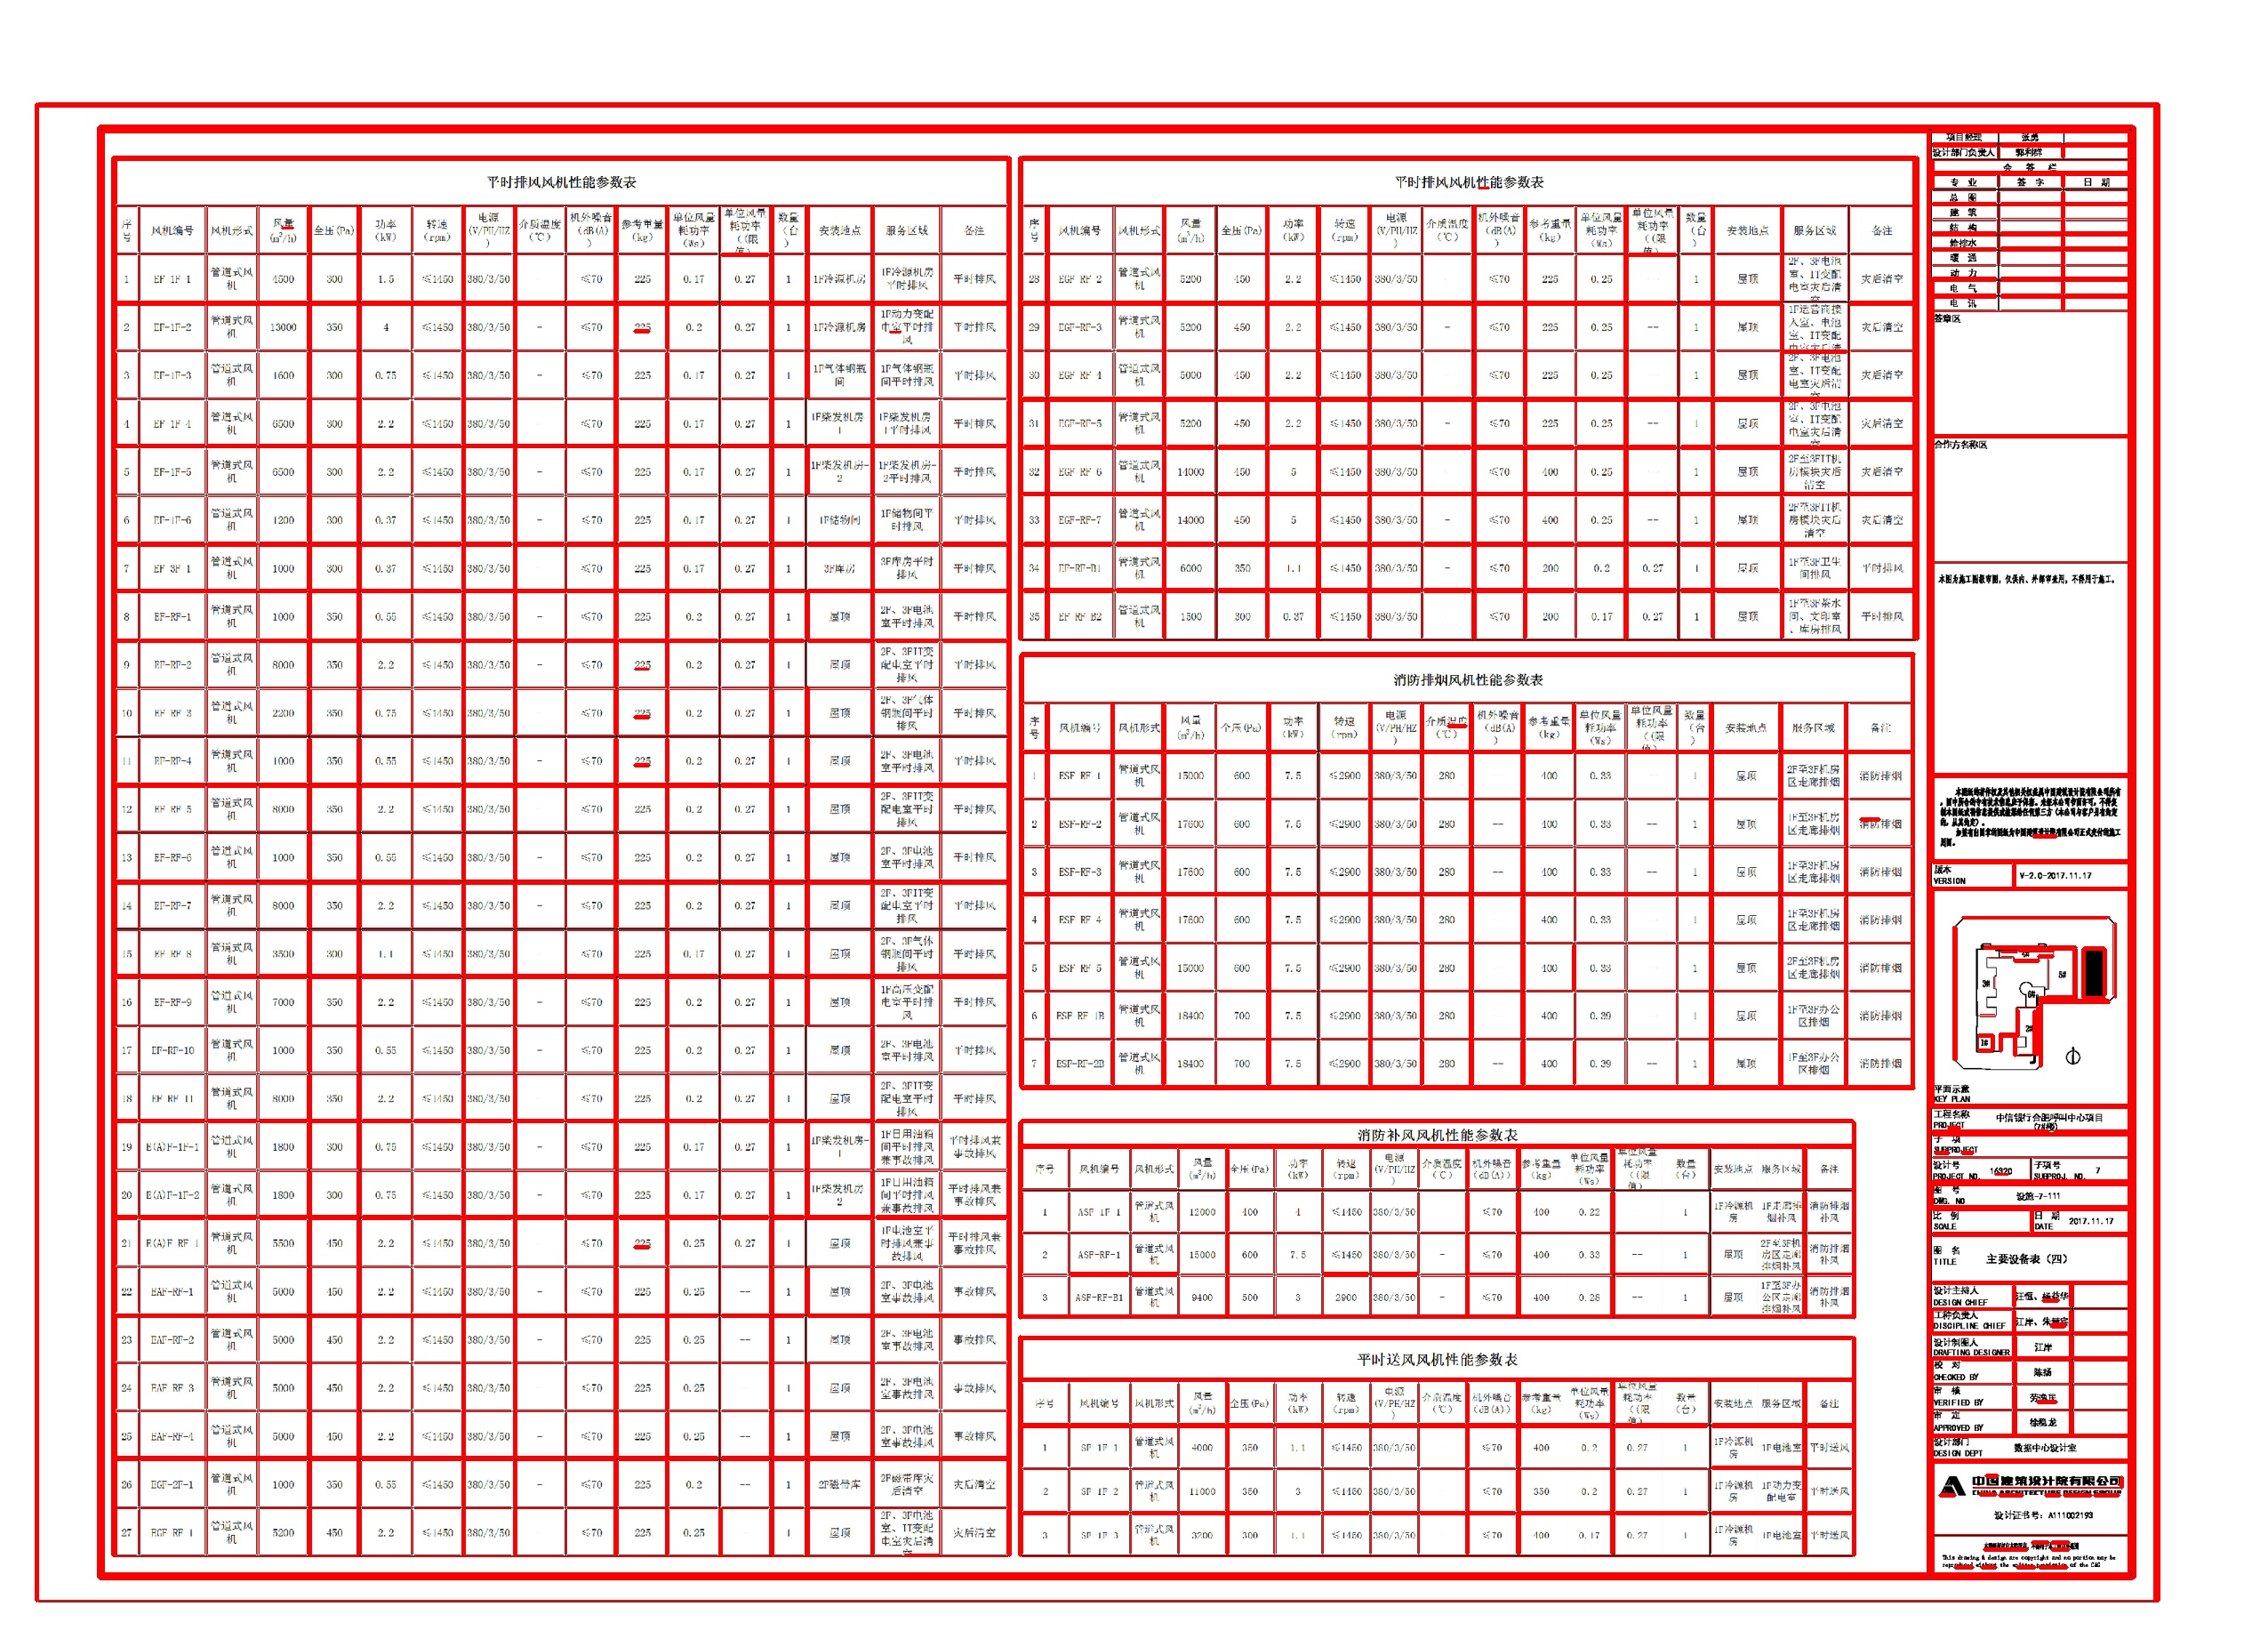 平时排风风机性能参数表
序号 风机编号 风机形式 风量(m³/h) 全压(Pa) 功率(kW) 转速(rpm) 电源(V/PH/HZ) 介质温度(℃) 机外噪音(dB(A)) 参考重量(kg) 单位风量耗功率(Ws) 单位风量耗功率((限值) 数量(台) 安装地点 服务区域 备注
1 EF-1F-1 管道式风机 4500 300 1.5 ≤1450 380/3/50 - ≤70 225 0.17 0.27 1 1F冷源机房 1F冷源机房平时排风 平时排风
2 EF-1F-2 管道式风机 13000 350 4 ≤1450 380/3/50 - ≤70 225 0.2 0.27 1 1F冷源机房 1F动力变配电室平时排风 平时排风
3 EF-1F-3 管道式风机 1600 300 0.75 ≤1450 380/3/50 - ≤70 225 0.17 0.27 1 1F气体钢瓶间 1F气体钢瓶间平时排风 平时排风
4 EF-1F-4 管道式风机 6500 300 2.2 ≤1450 380/3/50 - ≤70 225 0.17 0.27 1 1F柴发机房-1 1F柴发机房-1平时排风 平时排风
5 EF-1F-5 管道式风机 6500 300 2.2 ≤1450 380/3/50 - ≤70 225 0.17 0.27 1 1F柴发机房-2 1F柴发机房-2平时排风 平时排风
6 EF-1F-6 管道式风机 1200 300 0.37 ≤1450 380/3/50 - ≤70 225 0.17 0.27 1 1F储物间 1F储物间平时排风 平时排风
7 EF-3F-1 管道式风机 1000 300 0.37 ≤1450 380/3/50 - ≤70 225 0.17 0.27 1 3F库房 3F库房平时排风 平时排风
8 EF-RF-1 管道式风机 1000 350 0.55 ≤1450 380/3/50 - ≤70 225 0.2 0.27 1 屋顶 2F、3F电池室平时排风 平时排风
9 EF-RF-2 管道式风机 8000 350 2.2 ≤1450 380/3/50 - ≤70 225 0.2 0.27 1 屋顶 2F、3FIT变配电室平时排风 平时排风
10 EF-RF-3 管道式风机 2200 350 0.75 ≤1450 380/3/50 - ≤70 225 0.2 0.27 1 屋顶 2F、3F气体钢瓶间平时排风 平时排风
11 EF-RF-4 管道式风机 1000 350 0.55 ≤1450 380/3/50 - ≤70 225 0.2 0.27 1 屋顶 2F、3F电池室平时排风 平时排风
12 EF-RF-5 管道式风机 8000 350 2.2 ≤1450 380/3/50 - ≤70 225 0.2 0.27 1 屋顶 2F、3FIT变配电室平时排风 平时排风
13 EF-RF-6 管道式风机 1000 350 0.55 ≤1450 380/3/50 - ≤70 225 0.2 0.27 1 屋顶 2F、3F电池室平时排风 平时排风
14 EF-RF-7 管道式风机 8000 350 2.2 ≤1450 380/3/50 - ≤70 225 0.2 0.27 1 屋顶 2F、3FIT变配电室平时排风 平时排风
15 EF-RF-8 管道式风机 3500 300 1.1 ≤1450 380/3/50 - ≤70 225 0.17 0.27 1 屋顶 2F、3F气体钢瓶间平时排风 平时排风
16 EF-RF-9 管道式风机 7000 350 2.2 ≤1450 380/3/50 - ≤70 225 0.2 0.27 1 屋顶 1F高压变配电室平时排风 平时排风
17 EF-RF-10 管道式风机 1000 350 0.55 ≤1450 380/3/50 - ≤70 225 0.2 0.27 1 屋顶 2F、3F电池室平时排风 平时排风
18 EF-RF-11 管道式风机 8000 350 2.2 ≤1450 380/3/50 - ≤70 225 0.2 0.27 1 屋顶 2F、3FIT变配电室平时排风 平时排风
19 E(A)F-1F-1 管道式风机 1800 300 0.75 ≤1450 380/3/50 - ≤70 225 0.17 0.27 1 1F柴发机房-1 1F日用油箱间平时排风兼事故排风 平时排风兼事故排风
20 E(A)F-1F-2 管道式风机 1800 300 0.75 ≤1450 380/3/50 - ≤70 225 0.17 0.27 1 1F柴发机房-2 1F日用油箱间平时排风兼事故排风 平时排风兼事故排风
21 E(A)F-RF-1 管道式风机 5500 450 2.2 ≤1450 380/3/50 - ≤70 225 0.25 0.27 1 屋顶 1F电池室平时排风兼事故排风 平时排风兼事故排风
22 EAF-RF-1 管道式风机 5000 450 2.2 ≤1450 380/3/50 - ≤70 225 0.25 -- 1 屋顶 2F、3F电池室事故排风 事故排风
23 EAF-RF-2 管道式风机 5000 450 2.2 ≤1450 380/3/50 - ≤70 225 0.25 -- 1 屋顶 2F、3F电池室事故排风 事故排风
24 EAF-RF-3 管道式风机 5000 450 2.2 ≤1450 380/3/50 - ≤70 225 0.25 -- 1 屋顶 2F、3F电池室事故排风 事故排风
25 EAF-RF-4 管道式风机 5000 450 2.2 ≤1450 380/3/50 - ≤70 225 0.25 -- 1 屋顶 2F、3F电池室事故排风 事故排风
26 EGF-2F-1 管道式风机 1000 350 0.55 ≤1450 380/3/50 - ≤70 225 0.2 -- 1 2F磁带库 2F磁带库灾后清空 灾后清空
27 EGF-RF-1 管道式风机 5200 450 2.2 ≤1450 380/3/50 - ≤70 225 0.25 1 屋顶 2F、3F电池室、IT变配电室灾后清空 灾后清空
平时排风风机性能参数表
序号 风机编号 风机形式 风量(m³/h) 全压(Pa) 功率(kW) 转速(rpm) 电源(V/PH/HZ) 介质温度(℃) 机外噪音(dB(A)) 参考重量(kg) 单位风量耗功率(Ws) 单位风量耗功率((限值) 数量(台) 安装地点 服务区域 备注
28 EGF-RF-2 管道式风机 5200 450 2.2 ≤1450 380/3/50 ≤70 225 0.25 1 屋顶 2F、3F电池室、IT变配电室灾后清空 灾后清空
29 EGF-RF-3 管道式风机 5200 450 2.2 ≤1450 380/3/50 - ≤70 225 0.25 -- 1 屋顶 1F运营商接入室、电池室、IT变配电室灾后清 灾后清空
30 EGF-RF-4 管道式风机 5000 450 2.2 ≤1450 380/3/50 ≤70 225 0.25 1 屋顶 2F、3F电池室、IT变配电室灾后清 灾后清空
31 EGF-RF-5 管道式风机 5200 450 2.2 ≤1450 380/3/50 - ≤70 225 0.25 -- 1 屋顶 2F、3F电池室、IT变配电室灾后清空 灾后清空
32 EGF-RF-6 管道式风机 14000 450 5 ≤1450 380/3/50 ≤70 400 0.25 1 屋顶 2F至3FIT机房模块灾后清空 灾后清空
33 EGF-RF-7 管道式风机 14000 450 5 ≤1450 380/3/50 - ≤70 400 0.25 -- 1 屋顶 2F至3FIT机房模块灾后清空 灾后清空
34 EF-RF-B1 管道式风机 6000 350 1.1 ≤1450 380/3/50 - ≤70 200 0.2 0.27 1 屋顶 1F至3F卫生间排风 平时排风
35 EF-RF-B2 管道式风机 1500 300 0.37 ≤1450 380/3/50 ≤70 200 0.17 0.27 1 屋顶 1F至3F茶水间、文印室、库房排风 平时排风
消防排烟风机性能参数表
序号 风机编号 风机形式 风量(m³/h) 全压(Pa) 功率(kW) 转速(rpm) 电源(V/PH/HZ) 介质温度(℃) 机外噪音(dB(A)) 参考重量(kg) 单位风量耗功率(Ws) 单位风量耗功率((限值) 数量(台) 安装地点 服务区域 备注
1 ESF-RF-1 管道式风机 15000 600 7.5 ≤2900 380/3/50 280 400 0.33 1 屋顶 2F至3F机房区走廊排烟 消防排烟
2 ESF-RF-2 管道式风机 17600 600 7.5 ≤2900 380/3/50 280 -- 400 0.33 -- 1 屋顶 1F至3F机房区走廊排烟 消防排烟
3 ESF-RF-3 管道式风机 17600 600 7.5 ≤2900 380/3/50 280 -- 400 0.33 -- 1 屋顶 1F至3F机房区走廊排烟 消防排烟
4 ESF-RF-4 管道式风机 17600 600 7.5 ≤2900 380/3/50 280 400 0.33 1 屋顶 1F至3F机房区走廊排烟 消防排烟
5 ESF-RF-5 管道式风机 15000 600 7.5 ≤2900 380/3/50 280 400 0.33 1 屋顶 2F至3F机房区走廊排烟 消防排烟
6 ESF-RF-1B 管道式风机 18400 700 7.5 ≤2900 380/3/50 280 400 0.39 1 屋顶 1F至3F办公区排烟 消防排烟
7 ESF-RF-2B 管道式风机 18400 700 7.5 ≤2900 380/3/50 280 -- 400 0.39 -- 1 屋顶 1F至3F办公区排烟 消防排烟
消防补风风机性能参数表
序号 风机编号 风机形式 风量(m³/h) 全压(Pa) 功率(kW) 转速(rpm) 电源(V/PH/HZ) 介质温度(℃) 机外噪音(dB(A)) 参考重量(kg) 单位风量耗功率(Ws) 单位风量耗功率((限值) 数量(台) 安装地点 服务区域 备注
1 ASF-1F-1 管道式风机 12000 400 4 ≤1450 380/3/50 ≤70 400 0.22 1 1F冷源机房 1F走廊排烟补风 消防排烟补风
2 ASF-RF-1 管道式风机 15000 600 7.5 ≤1450 380/3/50 - ≤70 400 0.33 -- 1 屋顶 2F至3F机房区走廊排烟补风 消防排烟补风
3 ASF-RF-B1 管道式风机 9400 500 3 2900 380/3/50 - ≤70 400 0.28 -- 1 屋顶 1F至3F办公区走廊排烟补风 消防排烟补风
平时送风风机性能参数表
序号 风机编号 风机形式 风量(m³/h) 全压(Pa) 功率(kW) 转速(rpm) 电源(V/PH/HZ) 介质温度(℃) 机外噪音(dB(A)) 参考重量(kg) 单位风量耗功率(Ws) 单位风量耗功率((限值) 数量(台) 安装地点 服务区域 备注
1 SF-1F-1 管道式风机 4000 350 1.1 ≤1450 380/3/50 ≤70 400 0.2 0.27 1 1F冷源机房 1F电池室 平时送风
2 SF-1F-2 管道式风机 11000 350 3 ≤1450 380/3/50 ≤70 350 0.2 0.27 1 1F冷源机房 1F动力变配电室 平时送风
3 SF-1F-3 管道式风机 3200 300 1.1 ≤1450 380/3/50 ≤70 400 0.17 0.27 1 1F冷源机房 1F电池室 平时送风
项目经理 张勇
设计部门负责人 郭利群
会 签 栏
专 业 签 字 日 期
总 图
建 筑
结 构
给排水
暖 通
动 力
电 气
电 讯
签章区
合作方名称区
本图为施工图报审图，仅供内、外部审查用，不得用于施工。
版本
VERSION V-2.0-2017.11.17
3#
5#
6#
2#
1#
平面示意
KEY PLAN
工程名称 中信银行合肥呼叫中心项目
PROJECT (7#楼)
子 项
SUBPROJECT
设计号 16320 子项号 7
PROJECT NO. SUBPROJ. NO.
图 号 设施-7-111
DWG. NO
比 例 日 期 2017.11.17
SCALE DATE
图 名 主要设备表（四）
TITLE
设计主持人
DESIGN CHIEF
工种负责人
DISCIPLINE CHIEF
设计制图人 江岸
DRAFTING DESIGNER
校 对 陈扬
CHECKED BY
审 核
VERIFIED BY
审 定
APPROVED BY
设计部门 数据中心设计室
DESIGN DEPT
中国建筑设计院有限公司
CHINA ARCHITECTURE DESIGN GROUP
设计证书号：A111002193
This drawing & design are copyright and no portion may be
reproduced without the written permission of the CAG